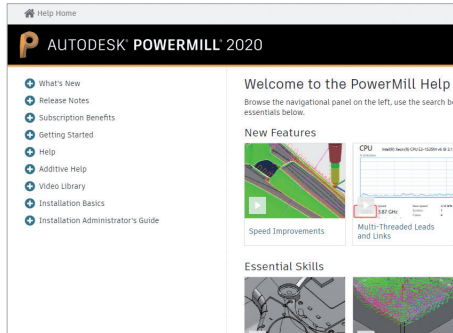 Help Home
AUTODESK® POWERMILL® 2020
What's New
Release Notes
Subscription Benefits
Getting Started
Help
Additive Help
Video Library
Installation Basics
Installation Administrator's Guide
Welcome to the PowerMill Help
Browse the navigational panel on the left, use the search b
essentials below.
New Features
CPU
3.87 GHz
Speed Improvements
Multi-Threaded Leads
and Links
Essential Skills